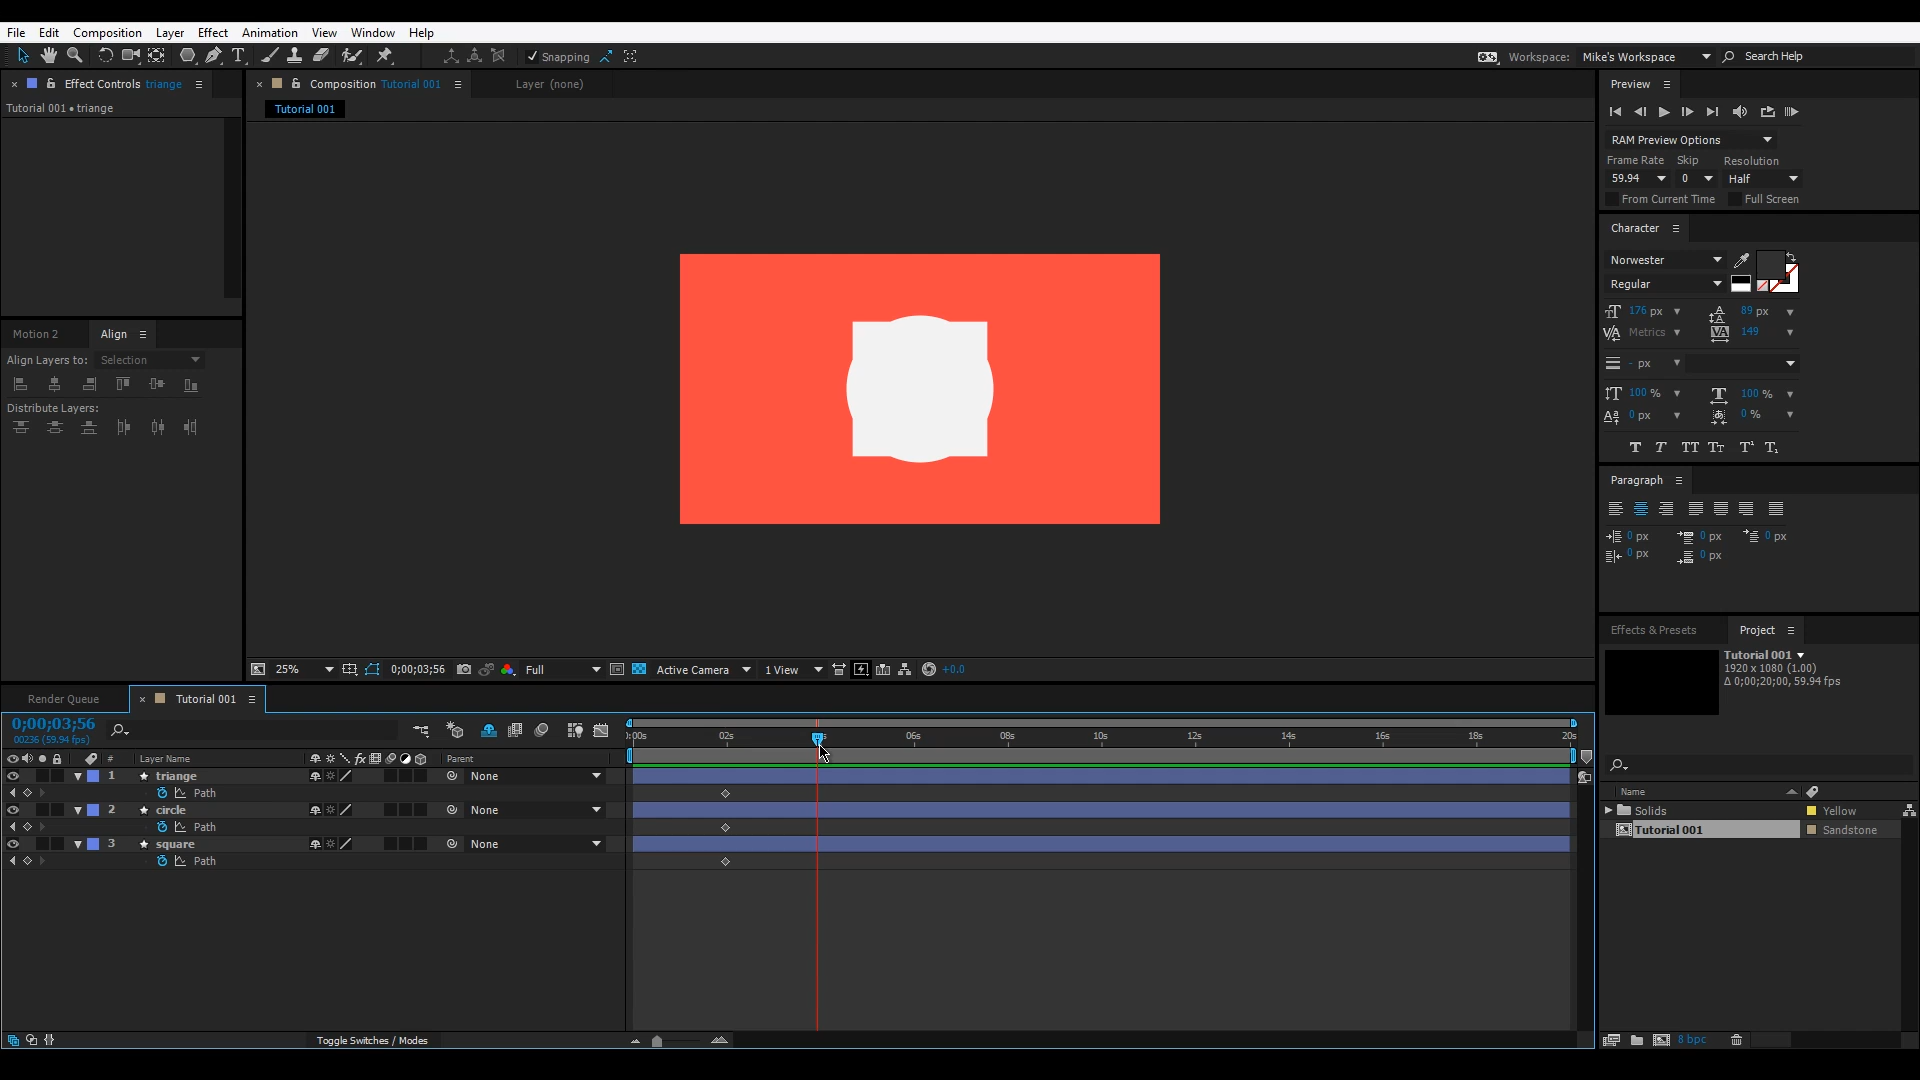 File Edit Composition Layer Effect Animation View Window Help
Snapping
Workspace: Mike's Workspace Search Help
Effect Controls triange
Composition Tutorial 001
Layer (none)
Preview
Tutorial 001 • triange
Tutorial 001
RAM Preview Options
Frame Rate Skip Resolution
59.94 0 Half
From Current Time Full Screen
Character
Norwester
Regular
176 px 89 px
Metrics 149
- px
100 % 100 %
0 px 0 %
Motion 2 Align
Align Layers to: Selection
Distribute Layers:
Paragraph
0 px 0 px 0 px
0 px 0 px
25% 0;00;03;56 Full Active Camera 1 View +0.0
Effects & Presets Project
Tutorial 001
1920 x 1080 (1.00)
Δ 0;00;20;00, 59.94 fps
Render Queue Tutorial 001
0;00;03;56
00236 (59.94 fps)
:00s 02s 06s 08s 10s 12s 14s 16s 18s 20s
# Layer Name Parent
1 triange None
Path
2 circle None
Path
3 square None
Path
Name
Solids Yellow
Tutorial 001 Sandstone
Toggle Switches / Modes
8 bpc